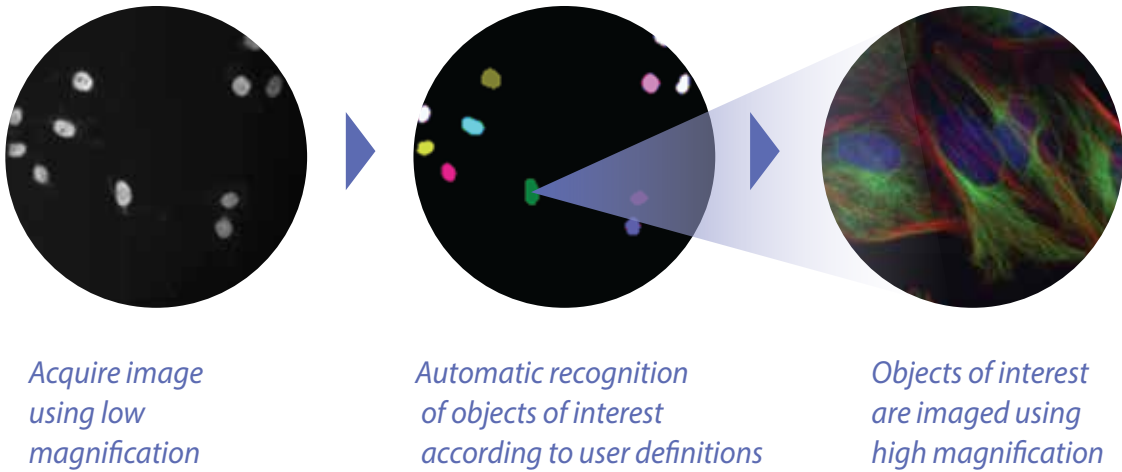 Acquire image
using low
magnification
Automatic recognition
of objects of interest
according to user definitions
Objects of interest
are imaged using
high magnification